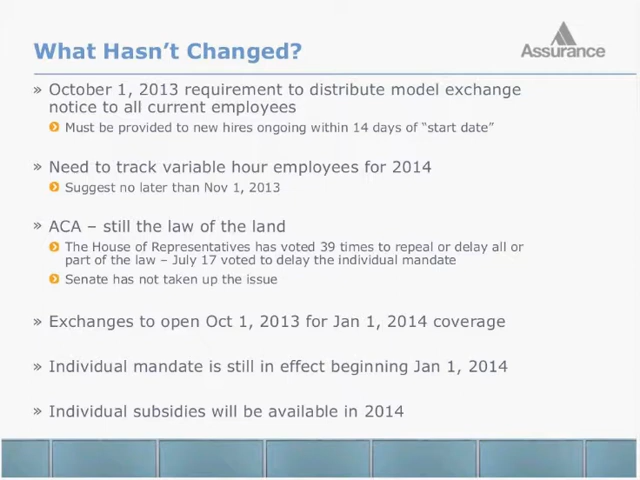 What Hasn't Changed?
Assurance
» October 1, 2013 requirement to distribute model exchange
notice to all current employees
Must be provided to new hires ongoing within 14 days of "start date"
» Need to track variable hour employees for 2014
Suggest no later than Nov 1, 2013
» ACA – still the law of the land
The House of Representatives has voted 39 times to repeal or delay all or
part of the law – July 17 voted to delay the individual mandate
Senate has not taken up the issue
» Exchanges to open Oct 1, 2013 for Jan 1, 2014 coverage
» Individual mandate is still in effect beginning Jan 1, 2014
» Individual subsidies will be available in 2014